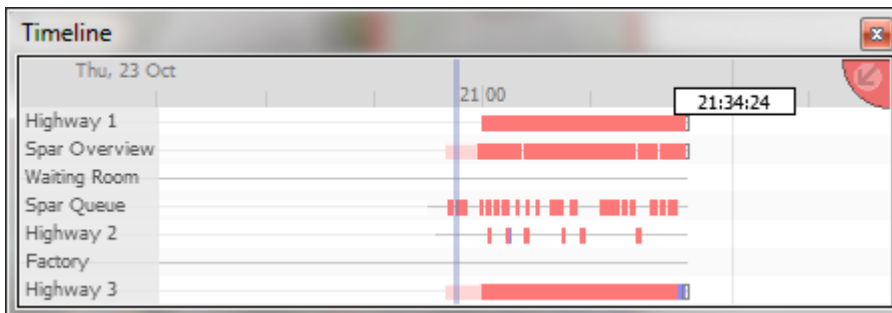 Timeline
Thu, 23 Oct
21:00
21:34:24
Highway 1
Spar Overview
Waiting Room
Spar Queue
Highway 2
Factory
Highway 3